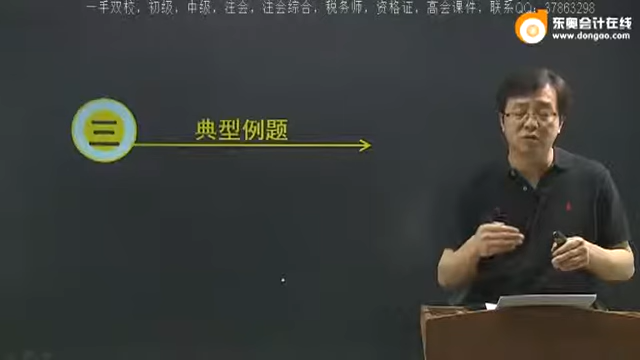 一手双校，初级，中级，注会，注会综合，税务师，资格证，高会课件，联系QQ：37863298
东奥会计在线
www.dongao.com
三
典型例题